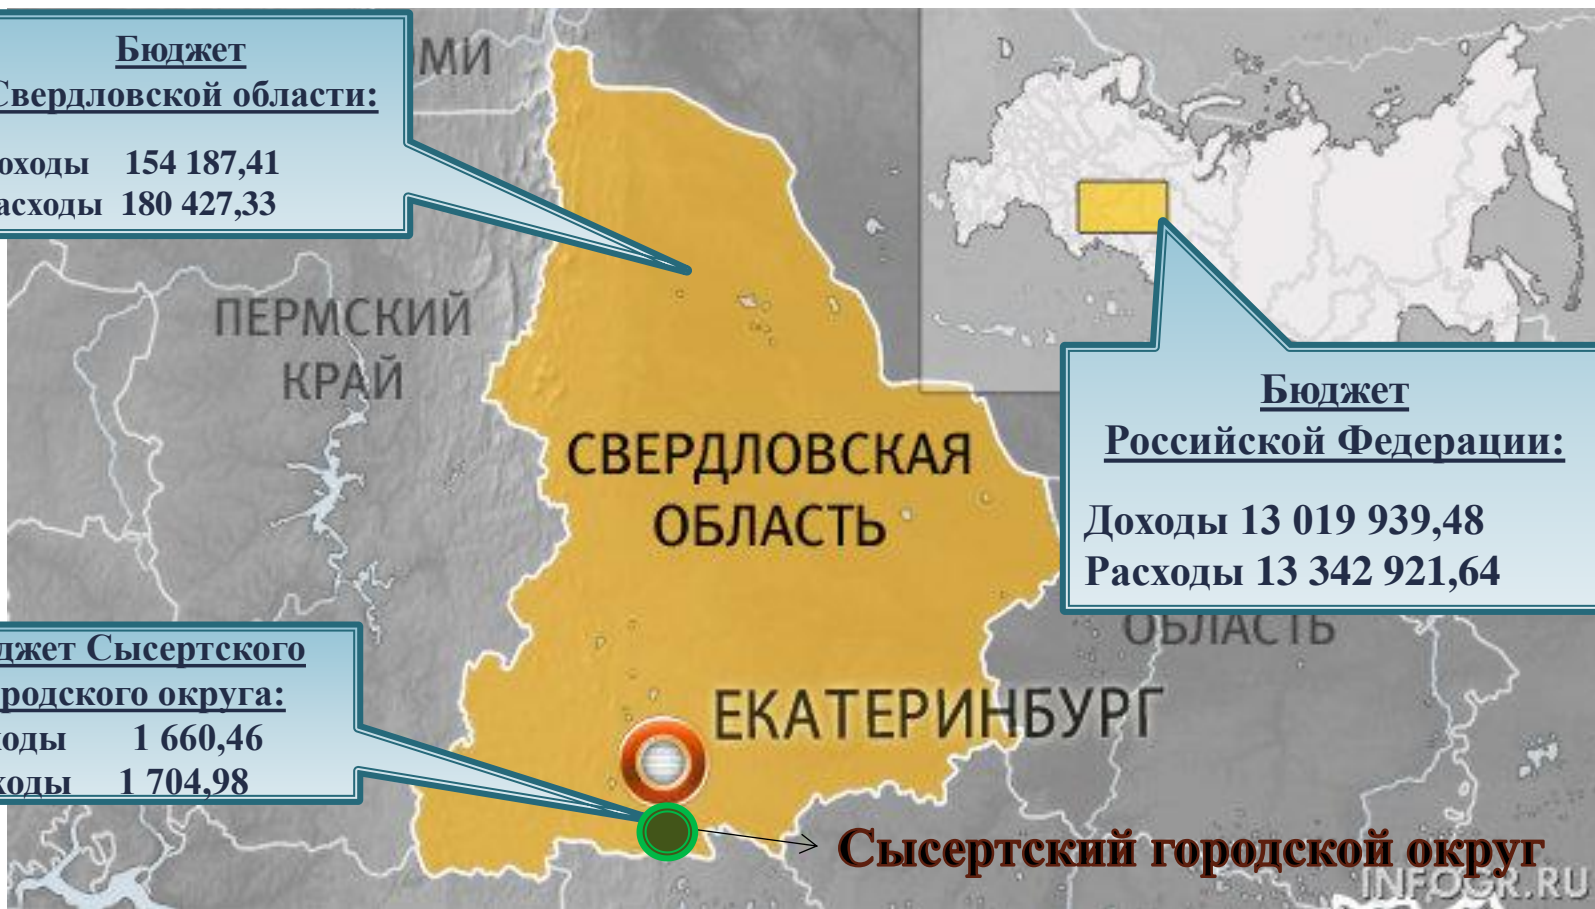 Бюджет
Свердловской области:
оходы 154 187,41
асходы 180 427,33
ОМИ
ПЕРМСКИЙ
КРАЙ
СВЕРДЛОВСКАЯ
ОБЛАСТЬ
Бюджет
Российской Федерации:
Доходы 13 019 939,48
Расходы 13 342 921,64
ОБЛАСТЬ
джет Сысертского
родского округа:
ходы 1 660,46
ходы 1 704,98
ЕКАТЕРИНБУРГ
Сысертский городской округ
INFOGR.RU